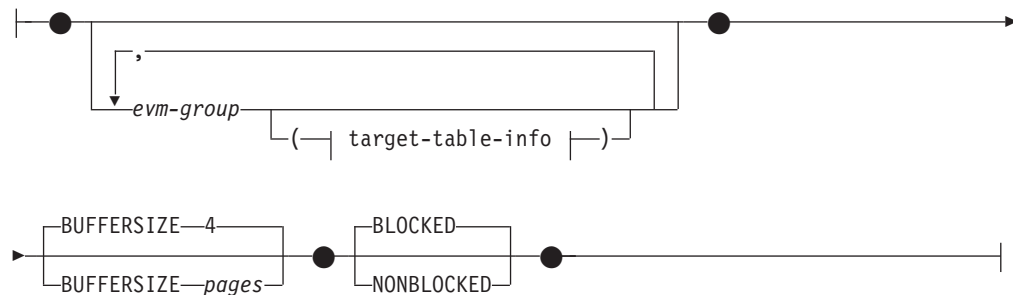 ,
evm-group
( target-table-info )
BUFFERSIZE 4
BLOCKED
BUFFERSIZE pages
NONBLOCKED